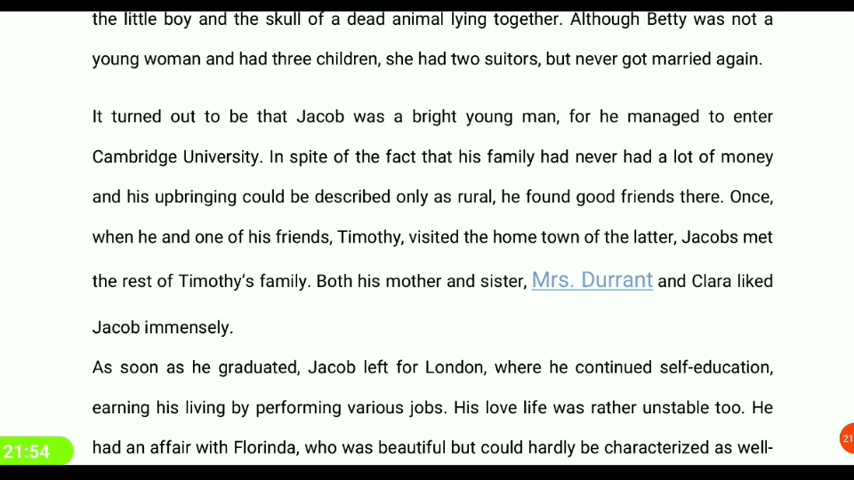 the little boy and the skull of a dead animal lying together. Although Betty was not a
young woman and had three children, she had two suitors, but never got married again.
It turned out to be that Jacob was a bright young man, for he managed to enter
Cambridge University. In spite of the fact that his family had never had a lot of money
and his upbringing could be described only as rural, he found good friends there. Once,
when he and one of his friends, Timothy, visited the home town of the latter, Jacobs met
the rest of Timothy's family. Both his mother and sister, Mrs. Durrant and Clara liked
Jacob immensely.
As soon as he graduated, Jacob left for London, where he continued self-education,
earning his living by performing various jobs. His love life was rather unstable too. He
had an affair with Florinda, who was beautiful but could hardly be characterized as well-
21:54
21